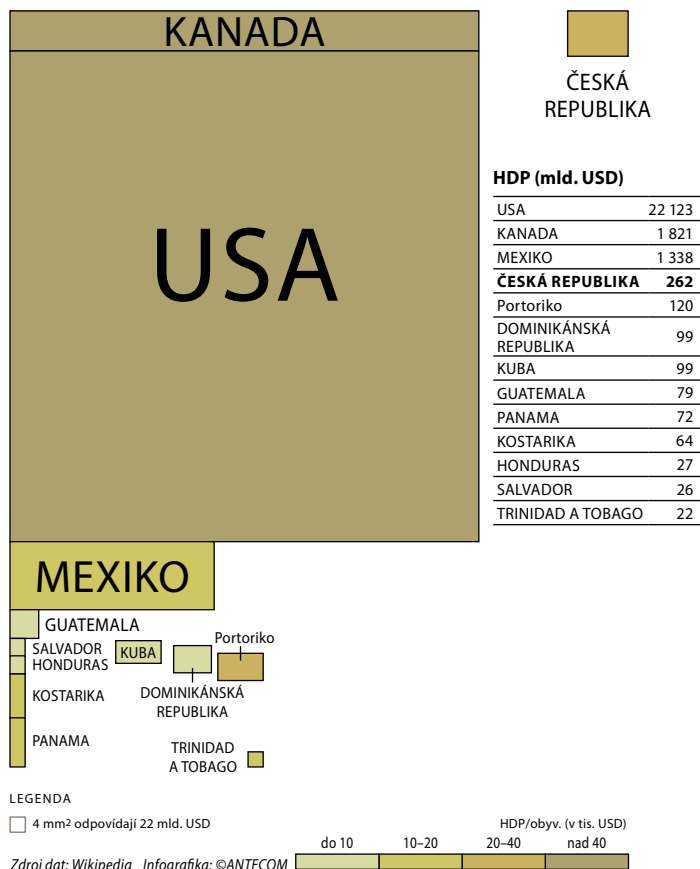 KANADA
USA
ČESKÁ
REPUBLIKA
HDP (mld. USD)
USA 22 123
KANADA 1 821
MEXIKO 1 338
ČESKÁ REPUBLIKA 262
Portoriko 120
DOMINIKÁNSKÁ
REPUBLIKA 99
KUBA 99
GUATEMALA 79
PANAMA 72
KOSTARIKA 64
HONDURAS 27
SALVADOR 26
TRINIDAD A TOBAGO 22
MEXIKO
GUATEMALA
SALVADOR
HONDURAS
KUBA
Portoriko
KOSTARIKA
DOMINIKÁNSKÁ
REPUBLIKA
PANAMA
TRINIDAD
A TOBAGO
LEGENDA
4 mm² odpovídají 22 mld. USD
HDP/obyv. (v tis. USD)
do 10 10–20 20–40 nad 40
Zdroj dat: Wikipedia Infografika: ©ANTECOM